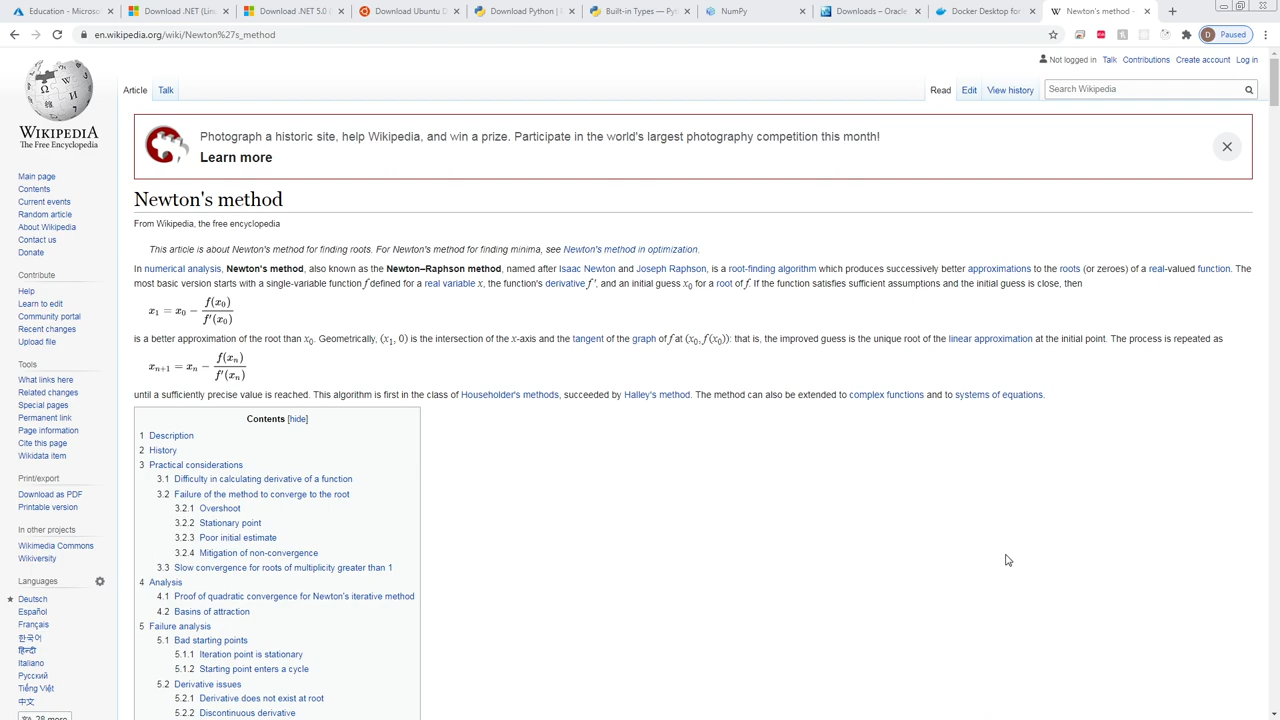 Education - Microso
Download .NET (Lin
Download .NET 5.0 (
Download Ubuntu D
Download Python |
Built-in Types — Py
NumPy
Downloads – Oracle
Docker Desktop for
Newton's method -
en.wikipedia.org/wiki/Newton%27s_method
Paused
Not logged in Talk Contributions Create account Log in
Article Talk Read Edit View history Search Wikipedia
WIKIPEDIA
The Free Encyclopedia
Photograph a historic site, help Wikipedia, and win a prize. Participate in the world's largest photography competition this month!
Learn more
Main page
Contents
Current events
Random article
About Wikipedia
Contact us
Donate
Contribute
Help
Learn to edit
Community portal
Recent changes
Upload file
Tools
What links here
Related changes
Special pages
Permanent link
Page information
Cite this page
Wikidata item
Print/export
Download as PDF
Printable version
In other projects
Wikimedia Commons
Wikiversity
Languages
Deutsch
Español
Français
한국어
हिन्दी
Italiano
Русский
Tiếng Việt
中文
28 more
Newton's method
From Wikipedia, the free encyclopedia
This article is about Newton's method for finding roots. For Newton's method for finding minima, see Newton's method in optimization.
In numerical analysis, Newton's method, also known as the Newton–Raphson method, named after Isaac Newton and Joseph Raphson, is a root-finding algorithm which produces successively better approximations to the roots (or zeroes) of a real-valued function. The
most basic version starts with a single-variable function f defined for a real variable x, the function's derivative f ′, and an initial guess x₀ for a root of f. If the function satisfies sufficient assumptions and the initial guess is close, then
x₁ = x₀ − f(x₀) / f′(x₀)
is a better approximation of the root than x₀. Geometrically, (x₁, 0) is the intersection of the x-axis and the tangent of the graph of f at (x₀, f(x₀)): that is, the improved guess is the unique root of the linear approximation at the initial point. The process is repeated as
xₙ₊₁ = xₙ − f(xₙ) / f′(xₙ)
until a sufficiently precise value is reached. This algorithm is first in the class of Householder's methods, succeeded by Halley's method. The method can also be extended to complex functions and to systems of equations.
Contents [hide]
1 Description
2 History
3 Practical considerations
3.1 Difficulty in calculating derivative of a function
3.2 Failure of the method to converge to the root
3.2.1 Overshoot
3.2.2 Stationary point
3.2.3 Poor initial estimate
3.2.4 Mitigation of non-convergence
3.3 Slow convergence for roots of multiplicity greater than 1
4 Analysis
4.1 Proof of quadratic convergence for Newton's iterative method
4.2 Basins of attraction
5 Failure analysis
5.1 Bad starting points
5.1.1 Iteration point is stationary
5.1.2 Starting point enters a cycle
5.2 Derivative issues
5.2.1 Derivative does not exist at root
5.2.2 Discontinuous derivative